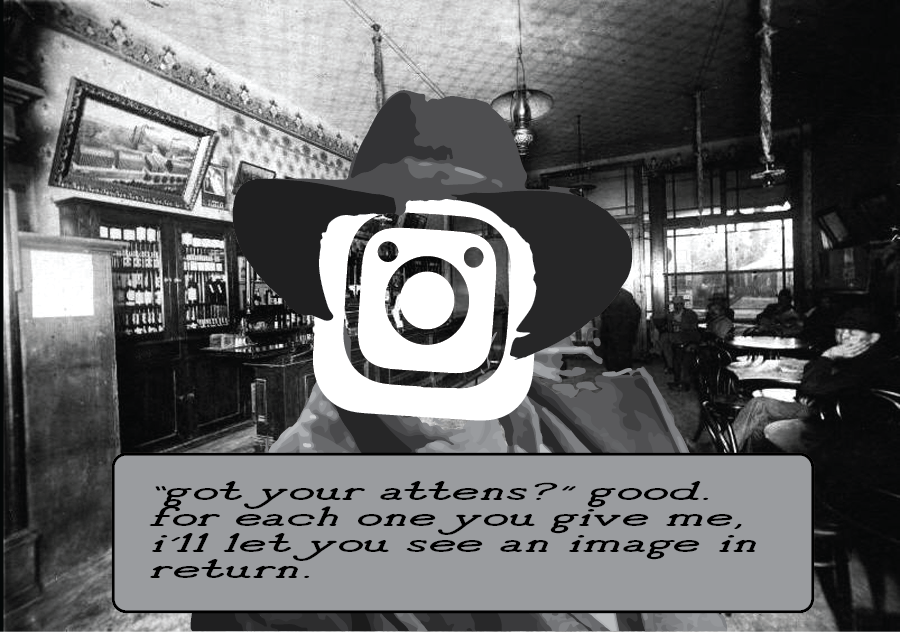 “got your attens?” good.
for each one you give me,
i'll let you see an image in
return.